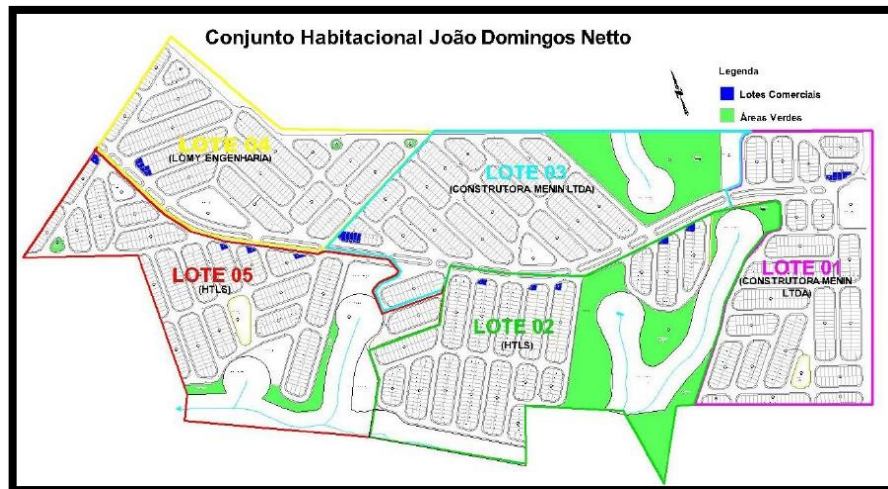 Conjunto Habitacional João Domingos Netto
Legenda
Lotes Comerciais
Áreas Verdes
LOTE 04
(LOMY ENGENHARIA)
LOTE 03
(CONSTRUTORA MENIN LTDA)
LOTE 05
(HTLS)
LOTE 01
(CONSTRUTORA MENIN
LTDA)
LOTE 02
(HTLS)